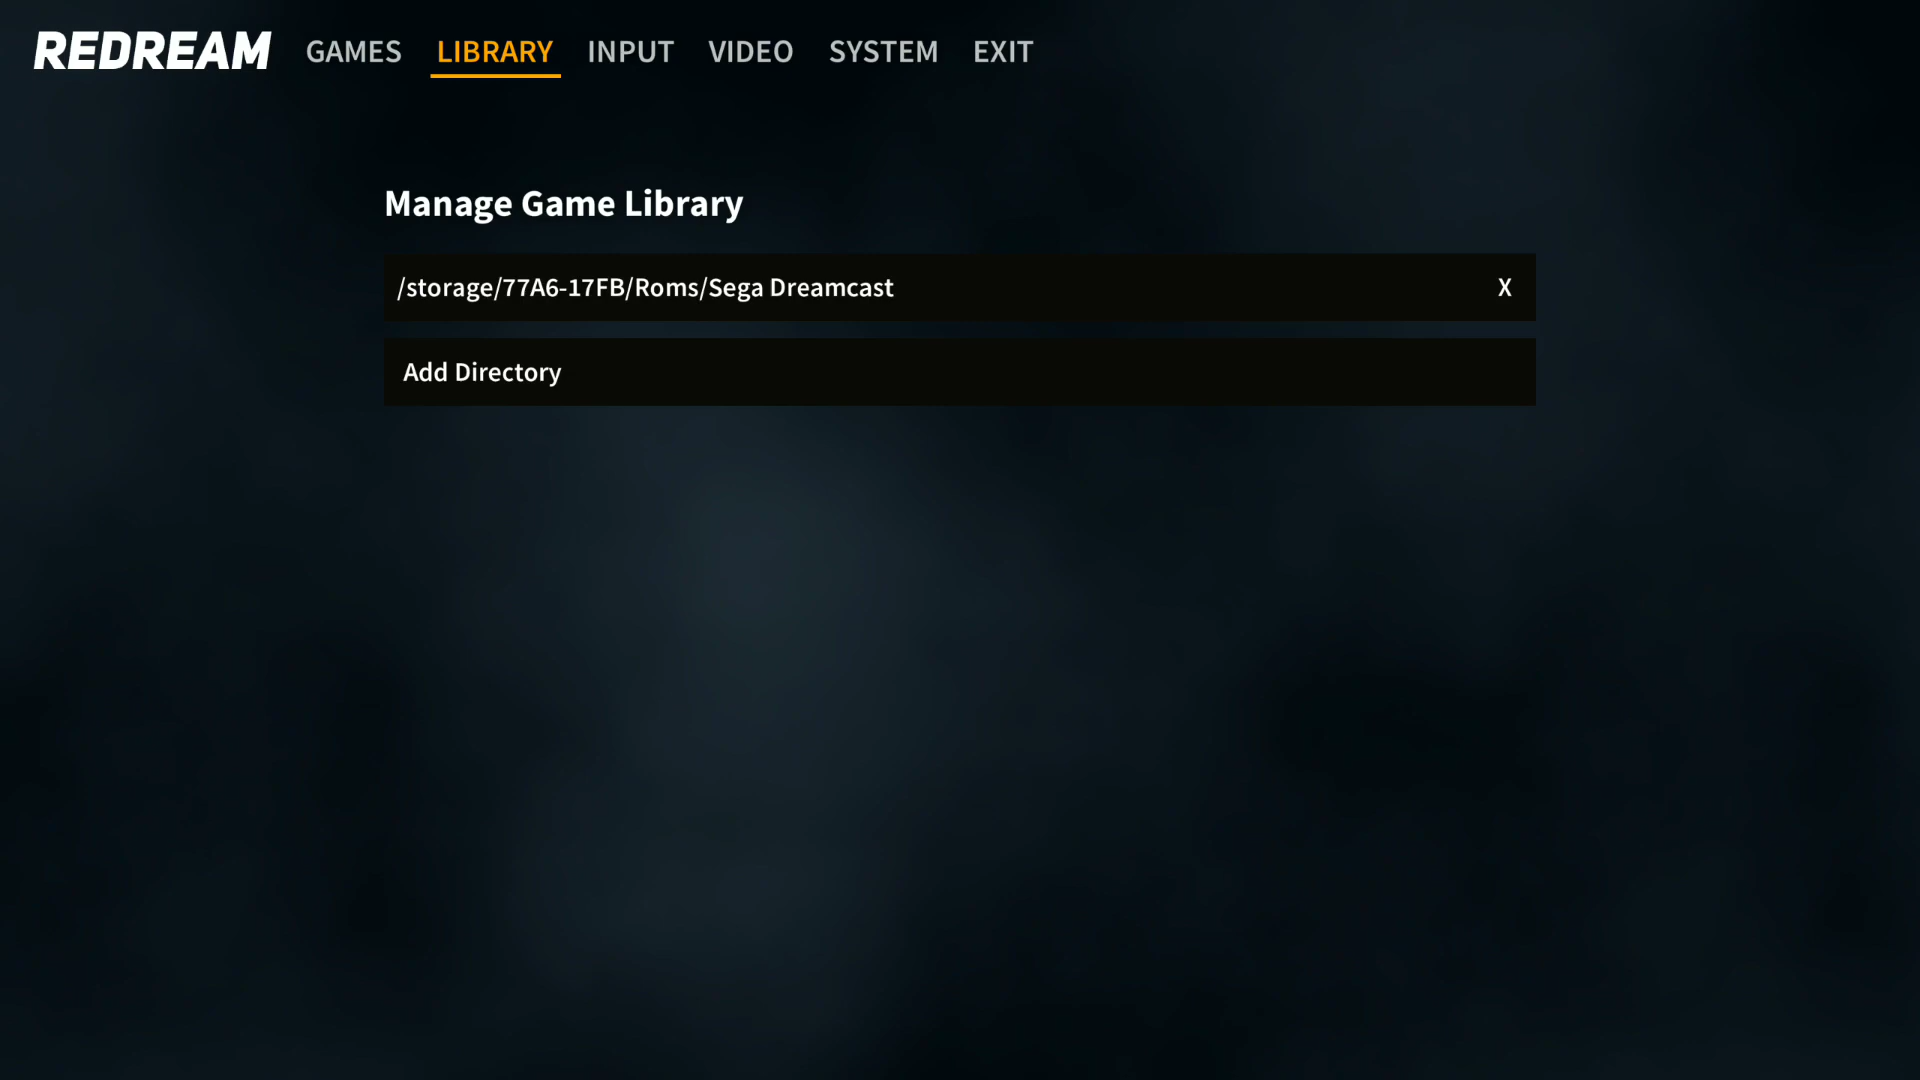 REDREAM GAMES LIBRARY INPUT VIDEO SYSTEM EXIT
Manage Game Library
/storage/77A6-17FB/Roms/Sega Dreamcast X
Add Directory